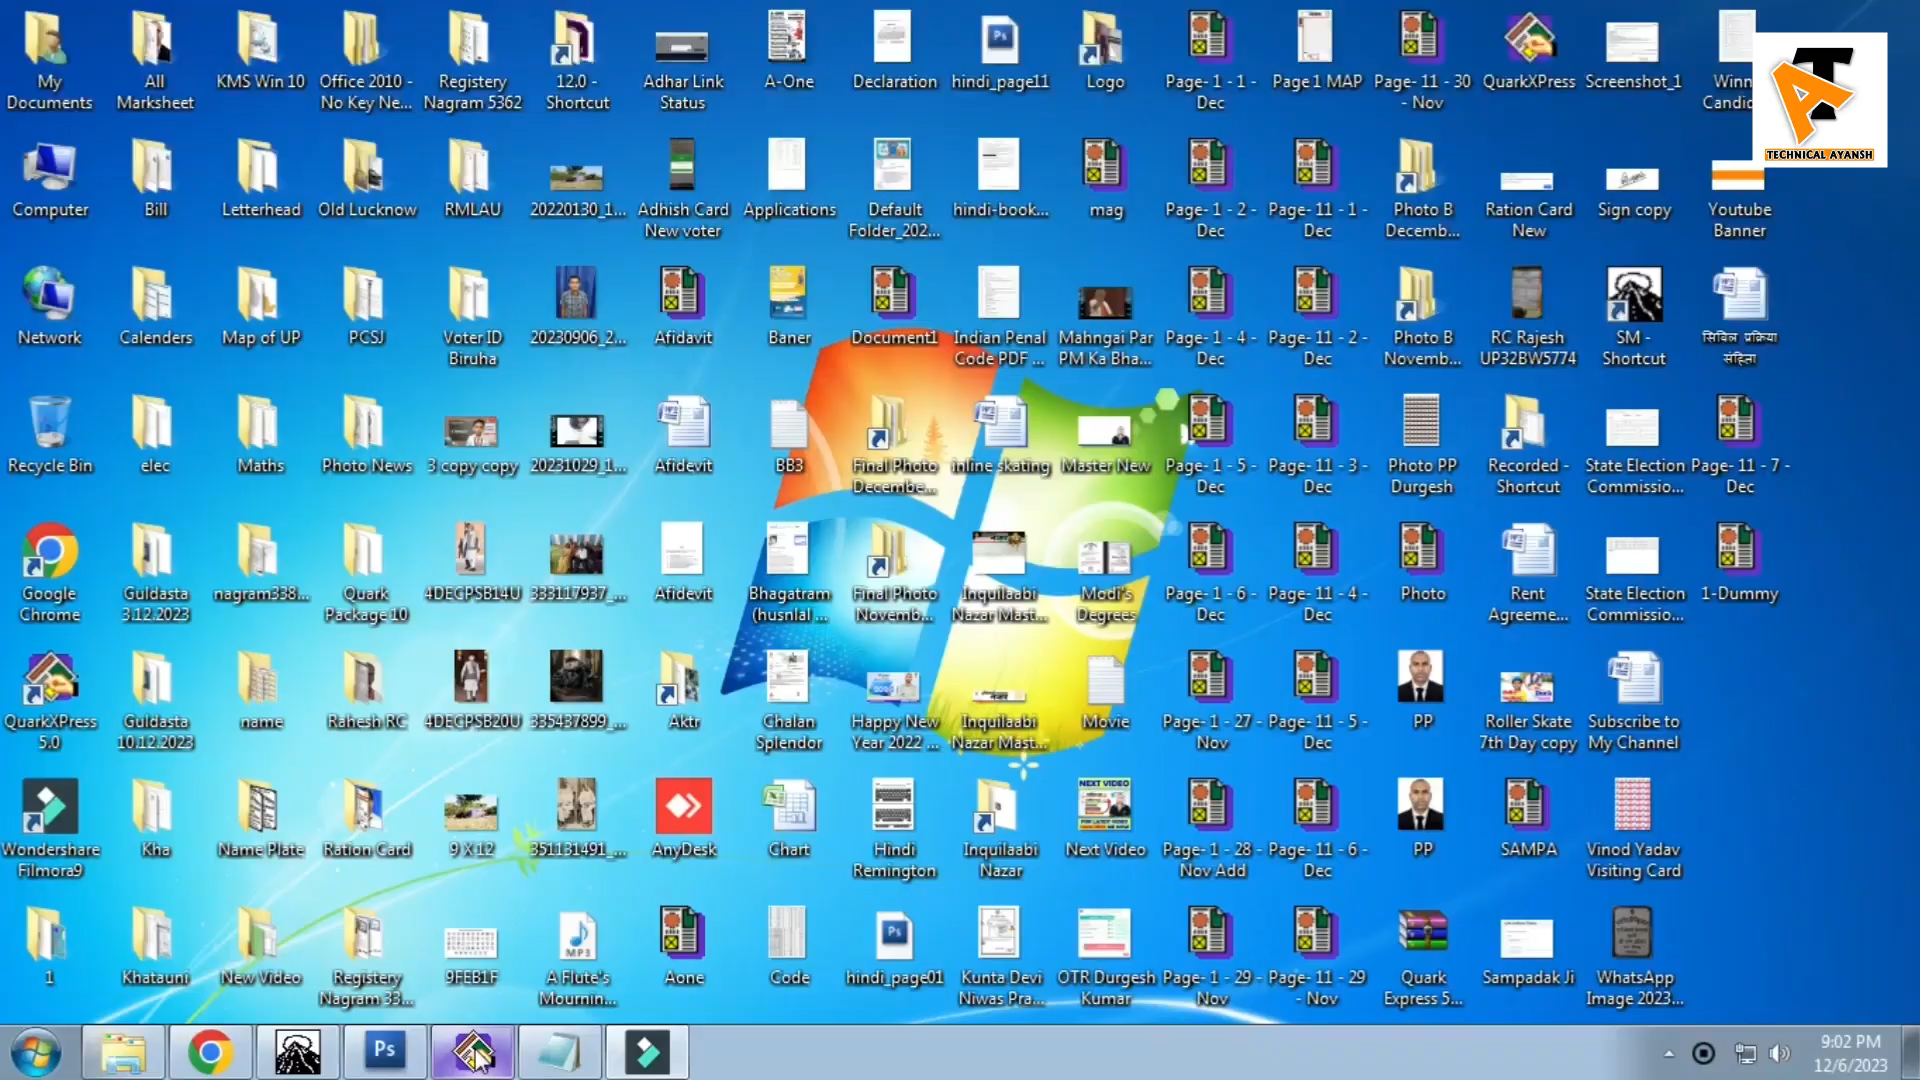 My
Documents
All
Marksheet
KMS Win 10
Office 2010 -
No Key Ne...
Registery
Nagram 5362
12.0 -
Shortcut
Adhar Link
Status
A-One
Declaration
hindi_page11
Logo
Page- 1 - 1 -
Dec
Page 1 MAP
Page- 11 - 30
- Nov
QuarkXPress
Screenshot_1
TECHNICAL AYANSH
Computer
Bill
Letterhead
Old Lucknow
RMLAU
20220130_1...
Adhish Card
New voter
Applications
Default
Folder_202...
hindi-book...
mag
Page- 1 - 2 -
Dec
Page- 11 - 1 -
Dec
Photo B
Decemb...
Ration Card
New
Sign copy
Youtube
Banner
Network
Calenders
Map of UP
PCSJ
Voter ID
Biruha
20230906_2...
Afidavit
Baner
Document1
Indian Penal
Code PDF ...
Mahngai Par
PM Ka Bha...
Page- 1 - 4 -
Dec
Page- 11 - 2 -
Dec
Photo B
Novemb...
RC Rajesh
UP32BW5774
SM -
Shortcut
सिविल प्रक्रिया
संहिता
Recycle Bin
elec
Maths
Photo News
3 copy copy
20231029_1...
Afidevit
BB3
Final Photo
Decembe...
inline skating
Master New
Page- 1 - 5 -
Dec
Page- 11 - 3 -
Dec
Photo PP
Durgesh
Recorded -
Shortcut
State Election
Commissio...
Page- 11 - 7 -
Dec
Google
Chrome
Guldasta
3.12.2023
nagram338...
Quark
Package 10
4DECPSB14U
333117937_...
Afidevit
Bhagatram
(husnlal ...
Final Photo
Novemb...
Inquilaabi
Nazar Mast...
Modi's
Degrees
Page- 1 - 6 -
Dec
Page- 11 - 4 -
Dec
Photo
Rent
Agreeme...
State Election
Commissio...
1-Dummy
QuarkXPress
5.0
Guldasta
10.12.2023
name
Rahesh RC
4DECPSB20U
335437899_...
Aktr
Chalan
Splendor
Happy New
Year 2022 ...
Inquilaabi
Nazar Mast...
Movie
Page- 1 - 27 -
Nov
Page- 11 - 5 -
Dec
PP
Roller Skate
7th Day copy
Subscribe to
My Channel
Wondershare
Filmora9
Kha
Name Plate
Ration Card
9 X 12
351131491_...
AnyDesk
Chart
Hindi
Remington
Inquilaabi
Nazar
NEXT VIDEO
Next Video
Page- 1 - 28 -
Nov Add
Page- 11 - 6 -
Dec
PP
SAMPA
Vinod Yadav
Visiting Card
1
Khatauni
New Video
Registery
Nagram 33...
9FEB1F
MP3
A Flute's
Mournin...
Aone
Code
Ps
hindi_page01
Kunta Devi
Niwas Pra...
OTR Durgesh
Kumar
Page- 1 - 29 -
Nov
Page- 11 - 29
- Nov
Quark
Express 5...
Sampadak Ji
WhatsApp
Image 2023...
Ps
9:02 PM
12/6/2023